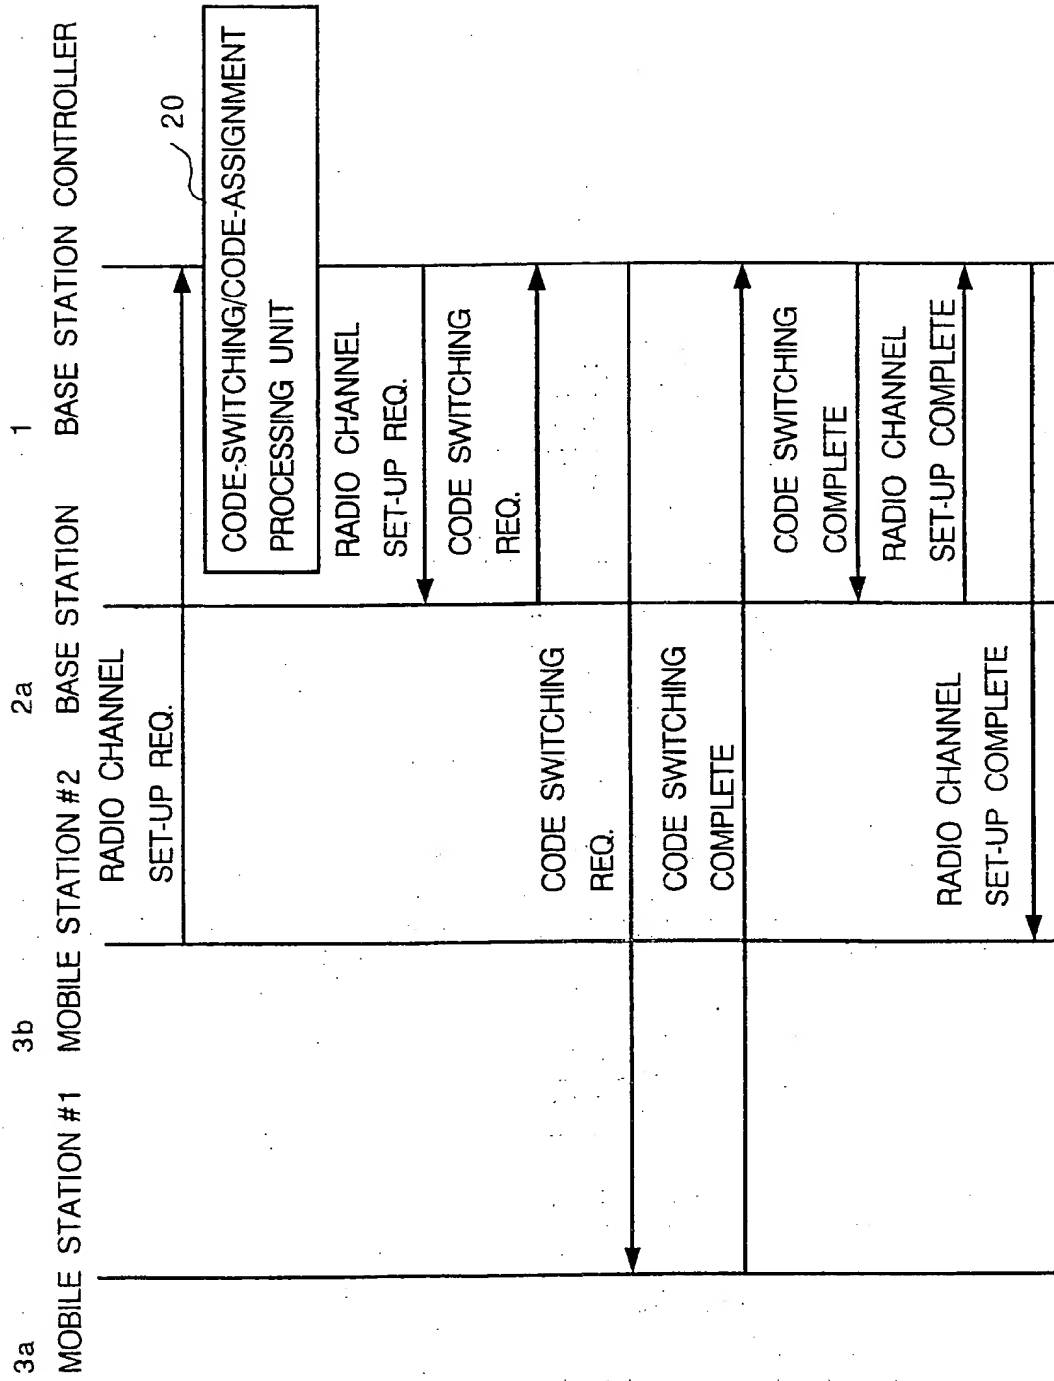 3a
3b
2a
1
MOBILE STATION #1
MOBILE STATION #2
BASE STATION
BASE STATION CONTROLLER
RADIO CHANNEL
SET-UP REQ.
20
CODE-SWITCHING/CODE-ASSIGNMENT
PROCESSING UNIT
RADIO CHANNEL
SET-UP REQ.
CODE SWITCHING
REQ.
CODE SWITCHING
REQ.
CODE SWITCHING
COMPLETE
CODE SWITCHING
COMPLETE
RADIO CHANNEL
SET-UP COMPLETE
RADIO CHANNEL
SET-UP COMPLETE